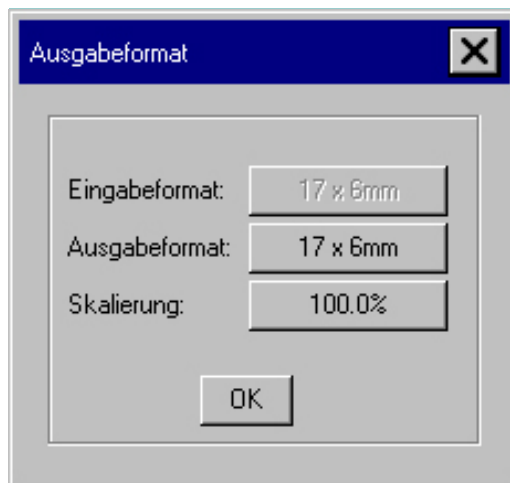 Ausgabeformat
Eingabeformat: 17 x 6mm
Ausgabeformat: 17 x 6mm
Skalierung: 100.0%
OK